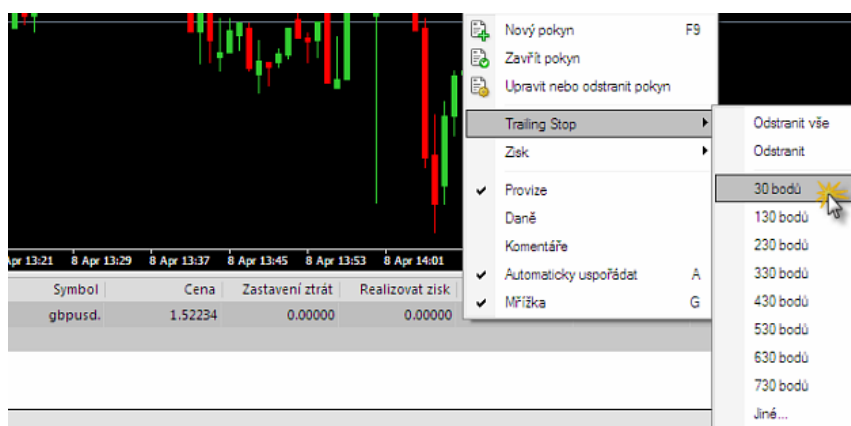 Nový pokyn F9
Zavřít pokyn
Upravit nebo odstranit pokyn
Trailing Stop
Zisk
Provize
Daně
Komentáře
Automaticky uspořádat A
Mřížka G
Odstranit vše
Odstranit
30 bodů
130 bodů
230 bodů
330 bodů
430 bodů
530 bodů
630 bodů
730 bodů
Jiné...
Apr 13:21 8 Apr 13:29 8 Apr 13:37 8 Apr 13:45 8 Apr 13:53 8 Apr 14:01
Symbol Cena Zastavení ztrát Realizovat zisk
gbpusd. 1.52234 0.00000 0.00000